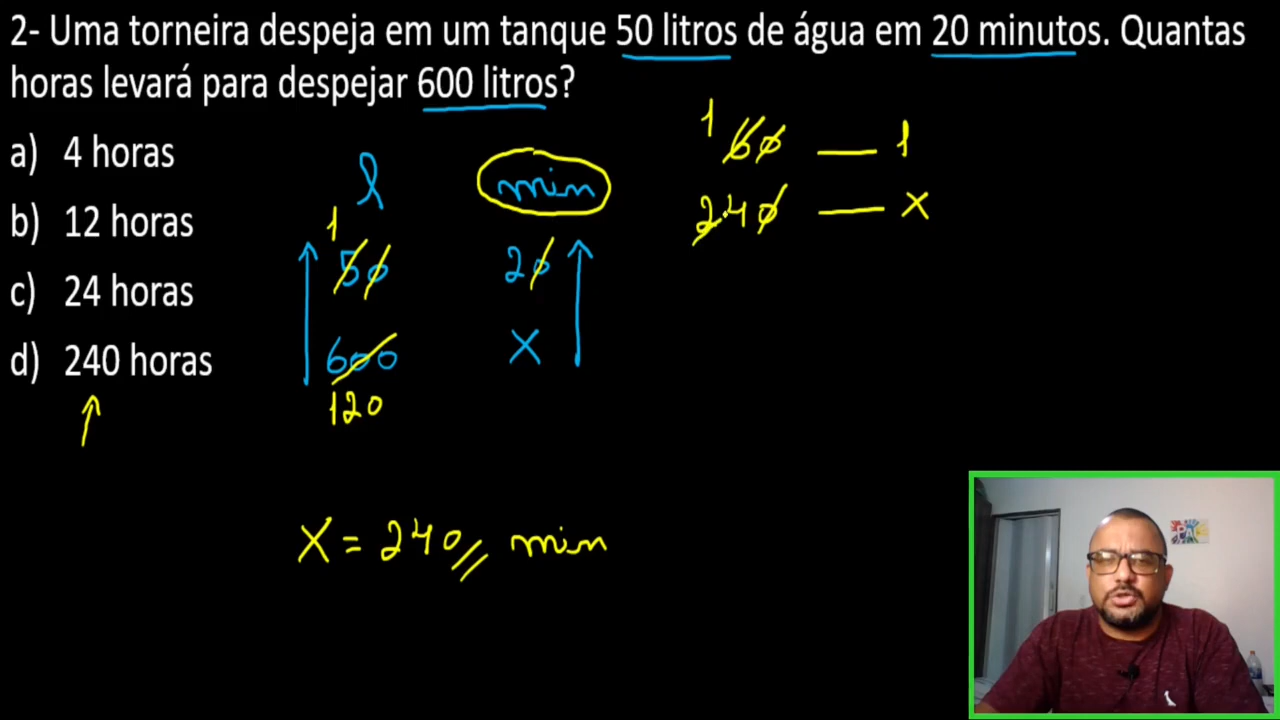 2- Uma torneira despeja em um tanque 50 litros de água em 20 minutos. Quantas
horas levará para despejar 600 litros?
a) 4 horas
b) 12 horas
c) 24 horas
d) 240 horas
l min
1
50 20
600 X
120
X = 240 min
1
60 — 1
240 — X